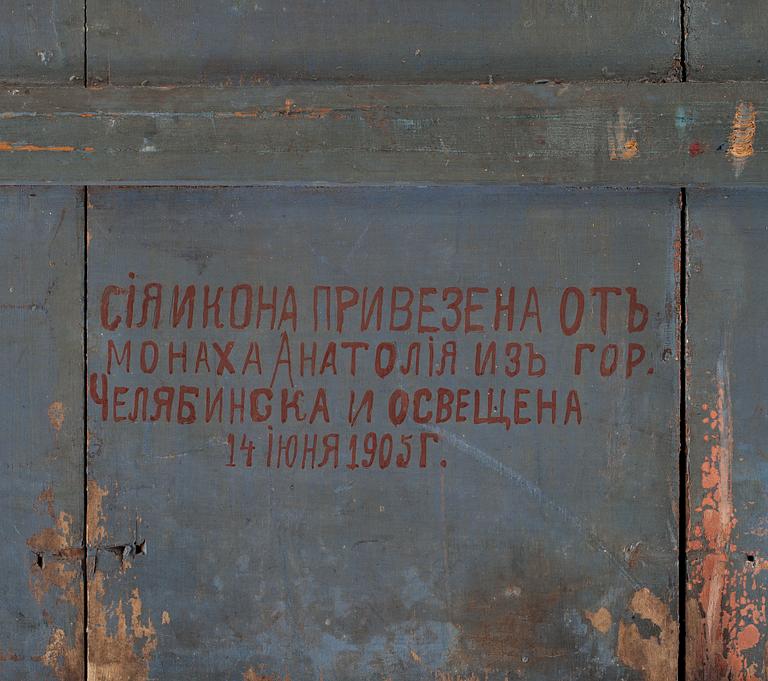 СІЯ ИКОНА ПРИВЕЗЕНА ОТЪ
МОНАХА АНАТОЛІЯ ИЗЪ ГОР.
ЧЕЛЯБИНСКА И ОСВЕЩЕНА
14 ІЮНЯ 1905 Г.